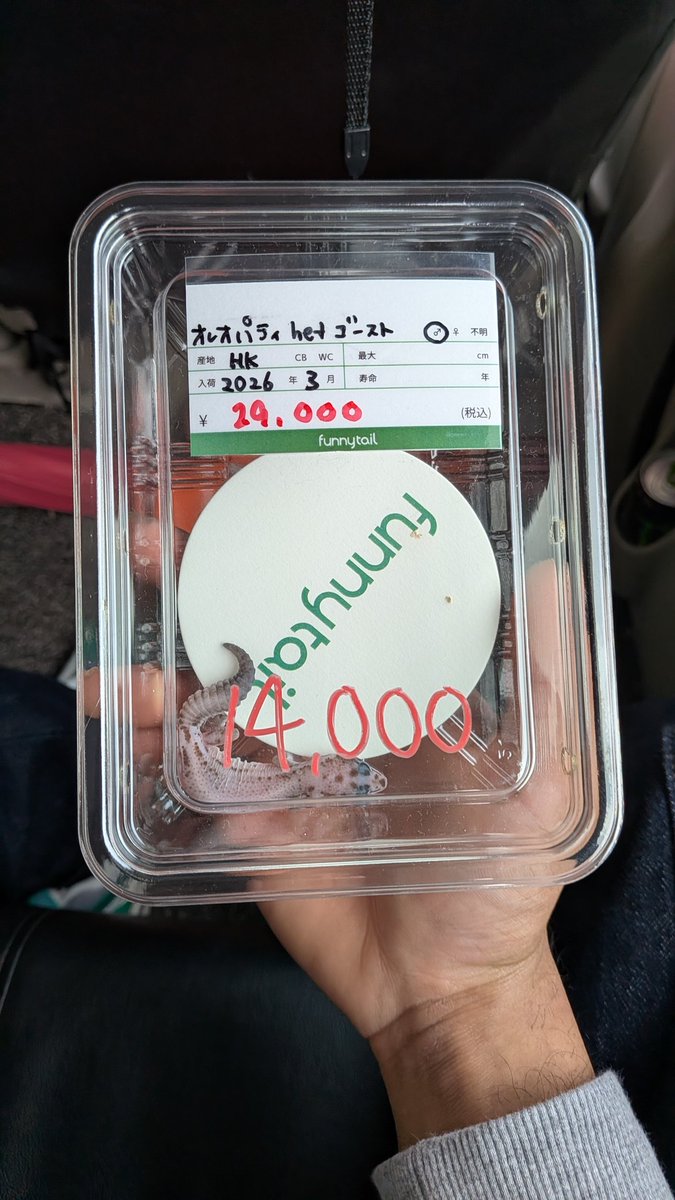 オレオパティ het ゴースト ♂ ♀ 不明
産地 HK CB WC 最大 cm
入荷 2026 年 3 月 寿命 年
¥ 29,000 (税込)
funnytail
funnytail
14,000